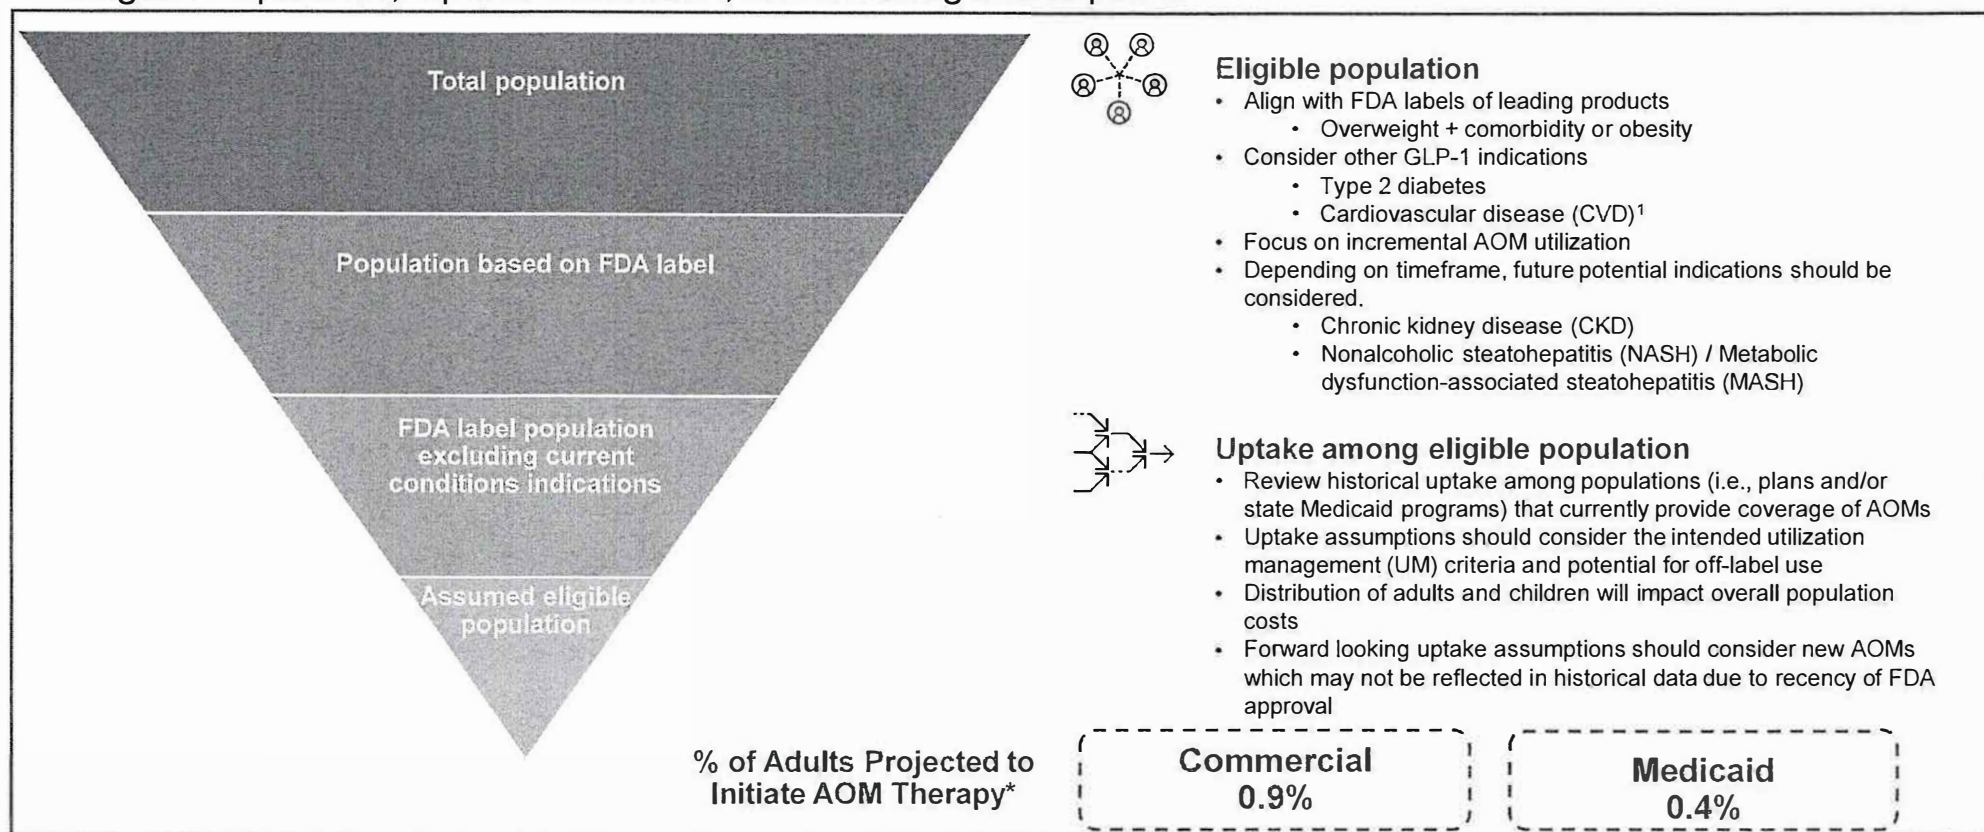 Total population
Population based on FDA label
FDA label population
excluding current
conditions indications
Assumed eligible
population
Eligible population
• Align with FDA labels of leading products
• Overweight + comorbidity or obesity
• Consider other GLP-1 indications
• Type 2 diabetes
• Cardiovascular disease (CVD)¹
• Focus on incremental AOM utilization
• Depending on timeframe, future potential indications should be
considered.
• Chronic kidney disease (CKD)
• Nonalcoholic steatohepatitis (NASH) / Metabolic
dysfunction-associated steatohepatitis (MASH)
Uptake among eligible population
• Review historical uptake among populations (i.e., plans and/or
state Medicaid programs) that currently provide coverage of AOMs
• Uptake assumptions should consider the intended utilization
management (UM) criteria and potential for off-label use
• Distribution of adults and children will impact overall population
costs
• Forward looking uptake assumptions should consider new AOMs
which may not be reflected in historical data due to recency of FDA
approval
% of Adults Projected to
Initiate AOM Therapy*
Commercial
0.9%
Medicaid
0.4%